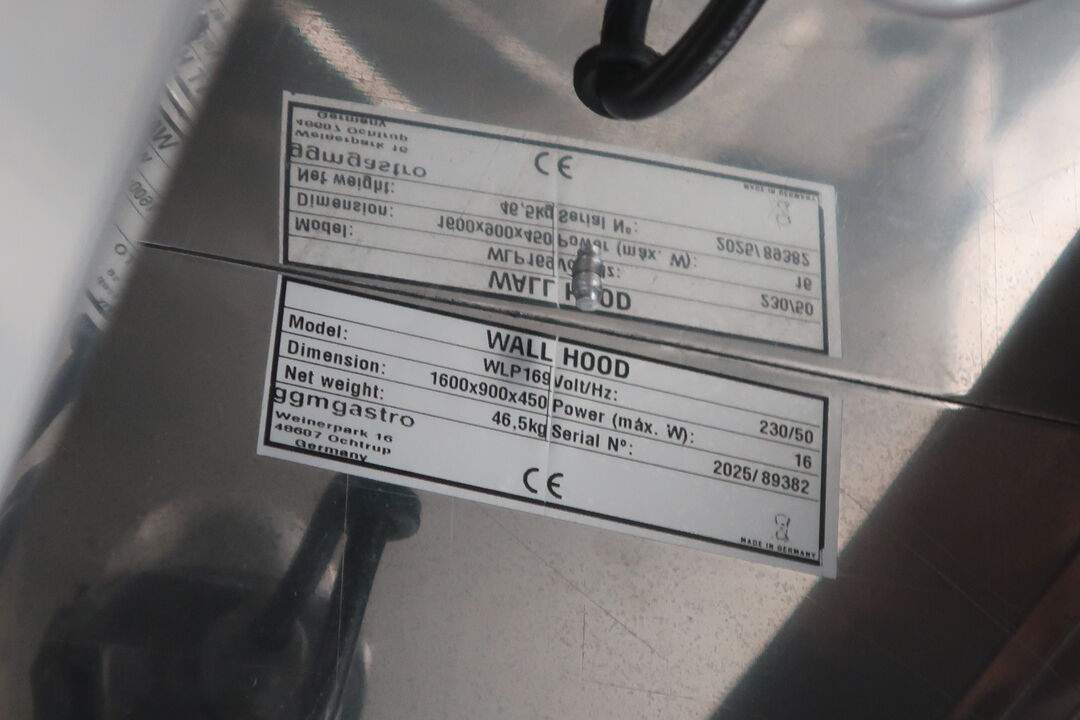 WALL HOOD
Model: WLP169 Volt/Hz: 230/50
Dimension: 1600x900x450 Power (máx. W): 16
Net weight: 46,5kg Serial Nº: 2025/89382
ggmgastro
Weinerpark 16
48607 Ochtrup
Germany
CE
MADE IN GERMANY